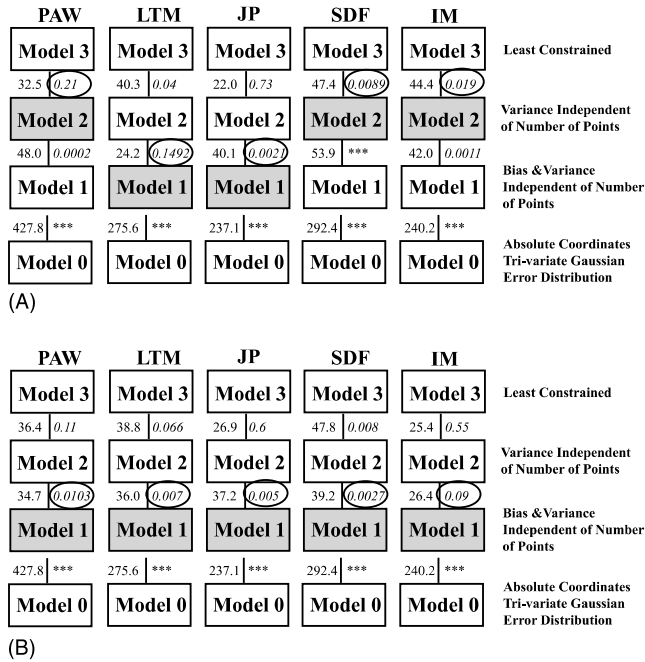 PAW LTM JP SDF IM
Model 3 Model 3 Model 3 Model 3 Model 3 Least Constrained
32.5 0.21 40.3 0.04 22.0 0.73 47.4 0.0089 44.4 0.019
Model 2 Model 2 Model 2 Model 2 Model 2 Variance Independent
of Number of Points
48.0 0.0002 24.2 0.1492 40.1 0.0021 53.9 *** 42.0 0.0011
Model 1 Model 1 Model 1 Model 1 Model 1 Bias &Variance
Independent of Number
of Points
427.8 *** 275.6 *** 237.1 *** 292.4 *** 240.2 ***
Model 0 Model 0 Model 0 Model 0 Model 0 Absolute Coordinates
Tri-variate Gaussian
Error Distribution
(A)
PAW LTM JP SDF IM
Model 3 Model 3 Model 3 Model 3 Model 3 Least Constrained
36.4 0.11 38.8 0.066 26.9 0.6 47.8 0.008 25.4 0.55
Model 2 Model 2 Model 2 Model 2 Model 2 Variance Independent
of Number of Points
34.7 0.0103 36.0 0.007 37.2 0.005 39.2 0.0027 26.4 0.09
Model 1 Model 1 Model 1 Model 1 Model 1 Bias &Variance
Independent of Number
of Points
427.8 *** 275.6 *** 237.1 *** 292.4 *** 240.2 ***
Model 0 Model 0 Model 0 Model 0 Model 0 Absolute Coordinates
Tri-variate Gaussian
Error Distribution
(B)